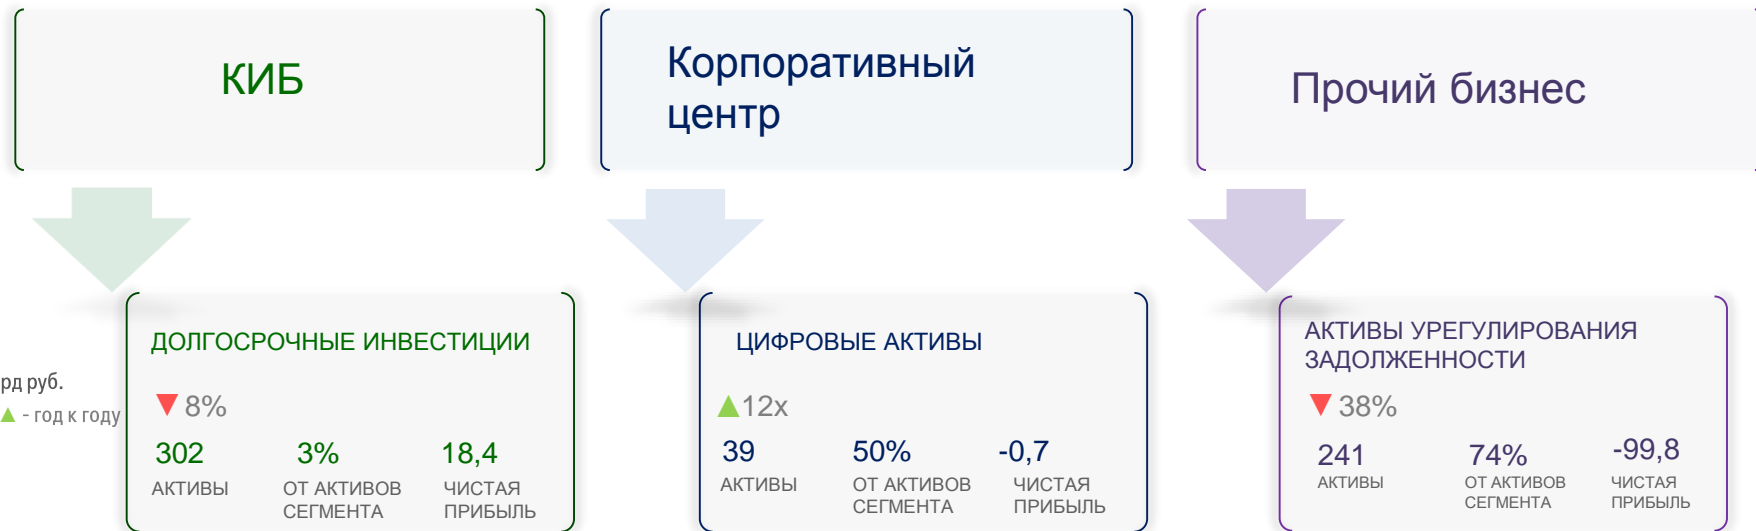 КИБ
Корпоративный
центр
Прочий бизнес
рд руб.
▲ - год к году
ДОЛГОСРОЧНЫЕ ИНВЕСТИЦИИ
▼ 8%
302
АКТИВЫ
3%
ОТ АКТИВОВ
СЕГМЕНТА
18,4
ЧИСТАЯ
ПРИБЫЛЬ
ЦИФРОВЫЕ АКТИВЫ
▲12x
39
АКТИВЫ
50%
ОТ АКТИВОВ
СЕГМЕНТА
-0,7
ЧИСТАЯ
ПРИБЫЛЬ
АКТИВЫ УРЕГУЛИРОВАНИЯ
ЗАДОЛЖЕННОСТИ
▼ 38%
241
АКТИВЫ
74%
ОТ АКТИВОВ
СЕГМЕНТА
-99,8
ЧИСТАЯ
ПРИБЫЛЬ